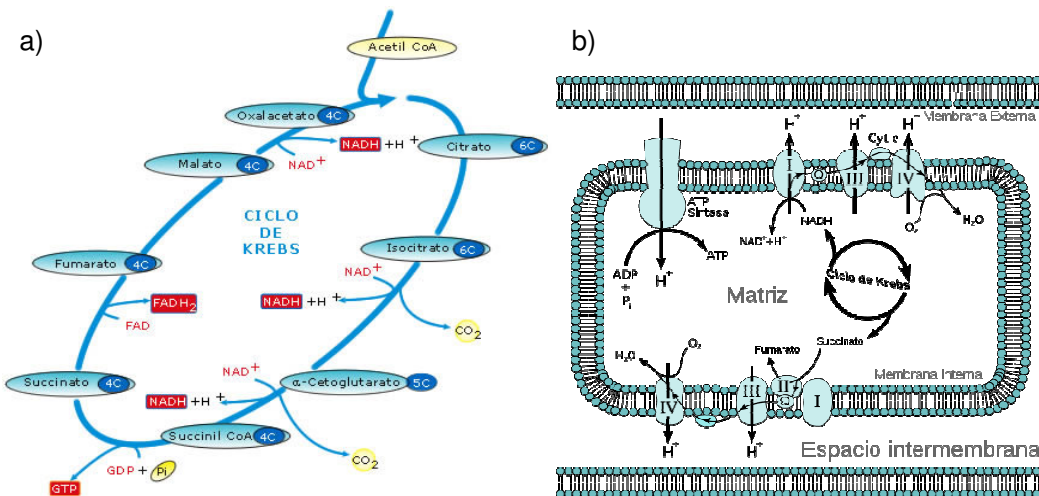 a)
Acetil CoA
Oxalacetato 4C
NADH +H +
NAD+
Citrato 6C
Malato 4C
CICLO
DE
KREBS
Isocitrato 6C
NAD+
NADH +H +
CO2
Fumarato 4C
FADH2
FAD
Succinato 4C
NAD+
α-Cetoglutarato 5C
NADH +H +
Succinil CoA 4C
CO2
GDP + Pi
GTP
b)
Membrana Externa
H+
H+
H+
Cyt c
I
Q
III
IV
ATP
Sintasa
NADH
NAD++H+
O2
H2O
ADP
+
Pi
ATP
H+
Matriz
Ciclo de Krebs
Succinato
Fumarato
H2O
O2
Membrana Interna
IV
III
II
I
H+
H+
Espacio intermembrana